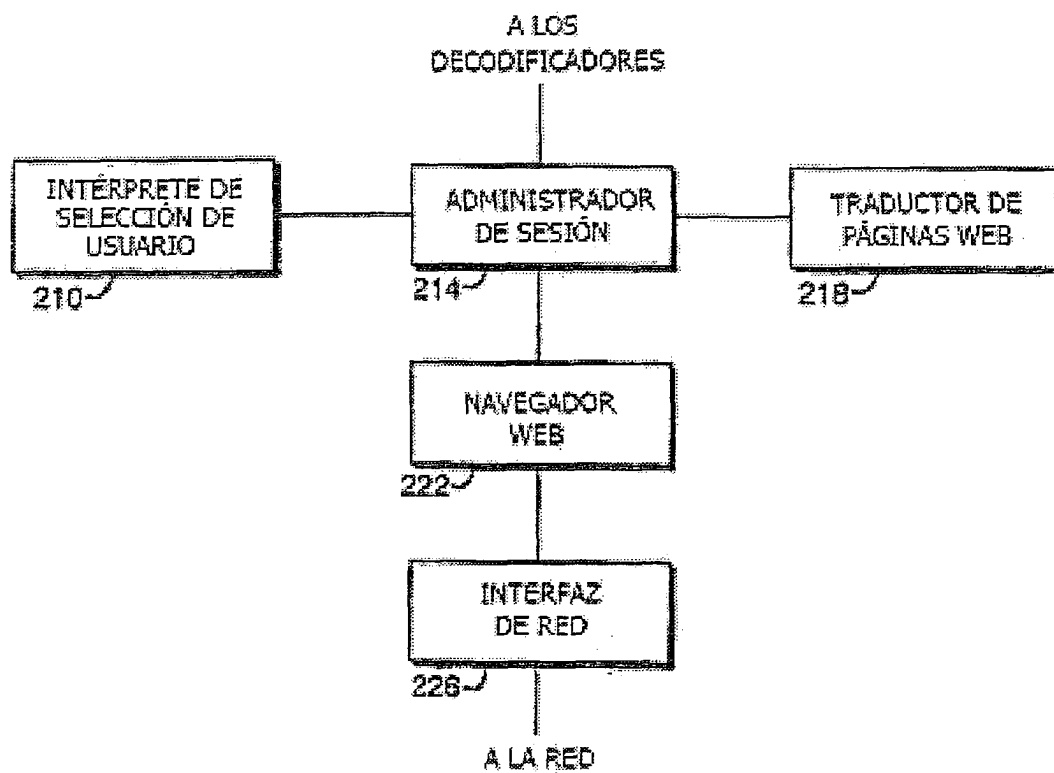 A LOS
DECODIFICADORES
INTÉRPRETE DE
SELECCIÓN DE
USUARIO
210
ADMINISTRADOR
DE SESIÓN
214
TRADUCTOR DE
PÁGINAS WEB
218
NAVEGADOR
WEB
222
INTERFAZ
DE RED
226
A LA RED